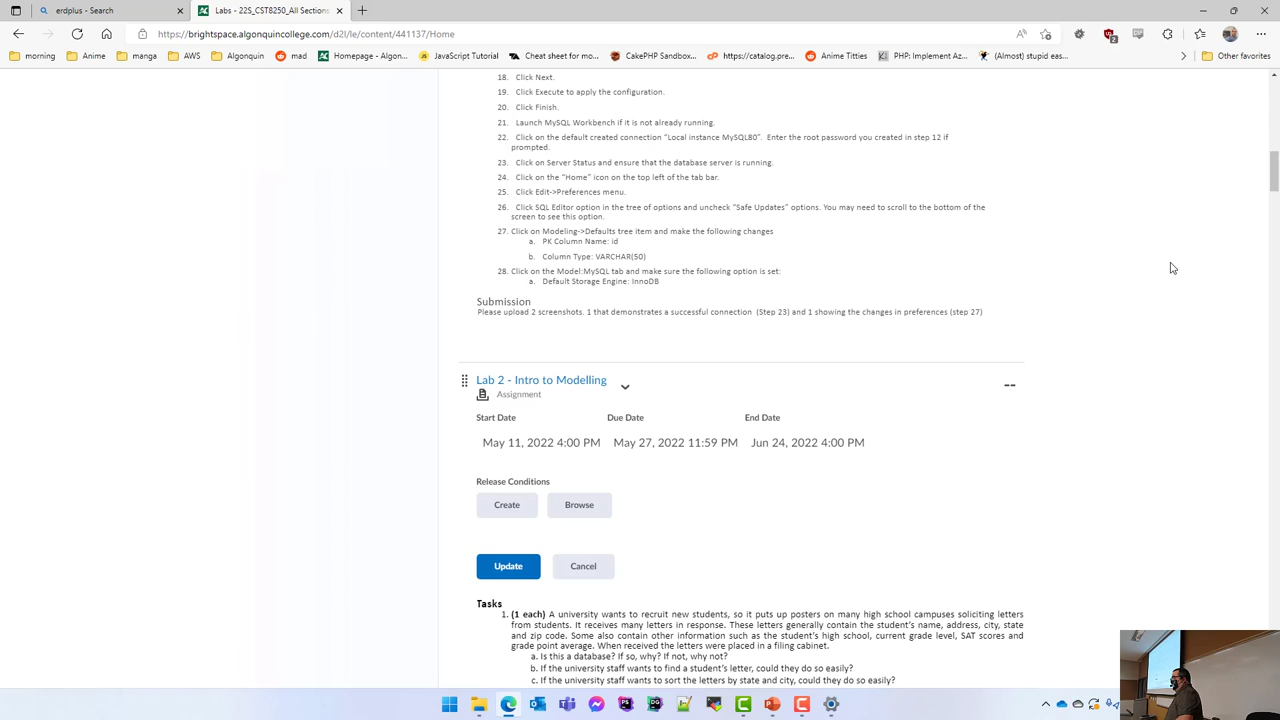 erdplus - Search
Labs - 22S_CST8250_All Sections
https://brightspace.algonquincollege.com/d2l/le/content/441137/Home
morning
Anime
AWS
Algonquin
mad
Homepage - Algon...
JavaScript Tutorial
Cheat sheet for mo...
CakePHP Sandbox...
https://catalog.pre...
Anime Titties
PHP: Implement Az...
(Almost) stupid eas...
Other favorites
18. Click Next.
19. Click Execute to apply the configuration.
20. Click Finish.
21. Launch MySQL Workbench if it is not already running.
22. Click on the default created connection “Local instance MySQL80”. Enter the root password you created in step 12 if
prompted.
23. Click on Server Status and ensure that the database server is running.
24. Click on the “Home” icon on the top left of the tab bar.
25. Click Edit->Preferences menu.
26. Click SQL Editor option in the tree of options and uncheck “Safe Updates” options. You may need to scroll to the bottom of the
screen to see this option.
27. Click on Modeling->Defaults tree item and make the following changes
a. PK Column Name: id
b. Column Type: VARCHAR(50)
28. Click on the Model:MySQL tab and make sure the following option is set:
a. Default Storage Engine: InnoDB
Submission
Please upload 2 screenshots. 1 that demonstrates a successful connection (Step 23) and 1 showing the changes in preferences (step 27)
Lab 2 - Intro to Modelling
--
Assignment
Start Date Due Date End Date
May 11, 2022 4:00 PM May 27, 2022 11:59 PM Jun 24, 2022 4:00 PM
Release Conditions
Create Browse
Update Cancel
Tasks
1. (1 each) A university wants to recruit new students, so it puts up posters on many high school campuses soliciting letters
from students. It receives many letters in response. These letters generally contain the student’s name, address, city, state
and zip code. Some also contain other information such as the student’s high school, current grade level, SAT scores and
grade point average. When received the letters were placed in a filing cabinet.
a. Is this a database? If so, why? If not, why not?
b. If the university staff wants to find a student’s letter, could they do so easily?
c. If the university staff wants to sort the letters by state and city, could they do so easily?